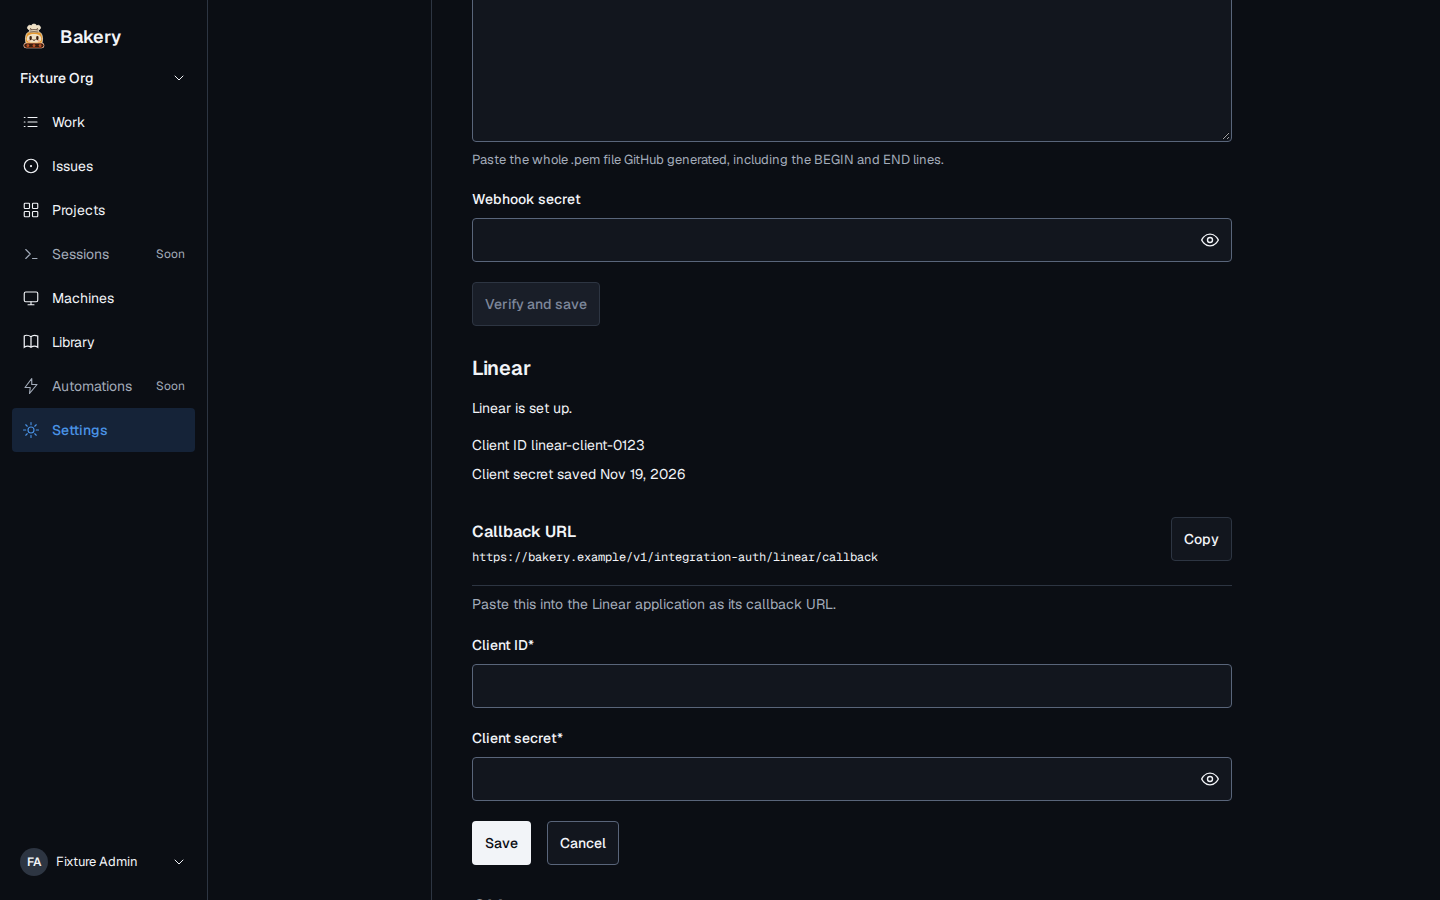 Bakery
Fixture Org
Work
Issues
Projects
Sessions Soon
Machines
Library
Automations Soon
Settings
FA Fixture Admin
Paste the whole .pem file GitHub generated, including the BEGIN and END lines.
Webhook secret
Verify and save
Linear
Linear is set up.
Client ID linear-client-0123
Client secret saved Nov 19, 2026
Callback URL
https://bakery.example/v1/integration-auth/linear/callback
Copy
Paste this into the Linear application as its callback URL.
Client ID*
Client secret*
Save Cancel